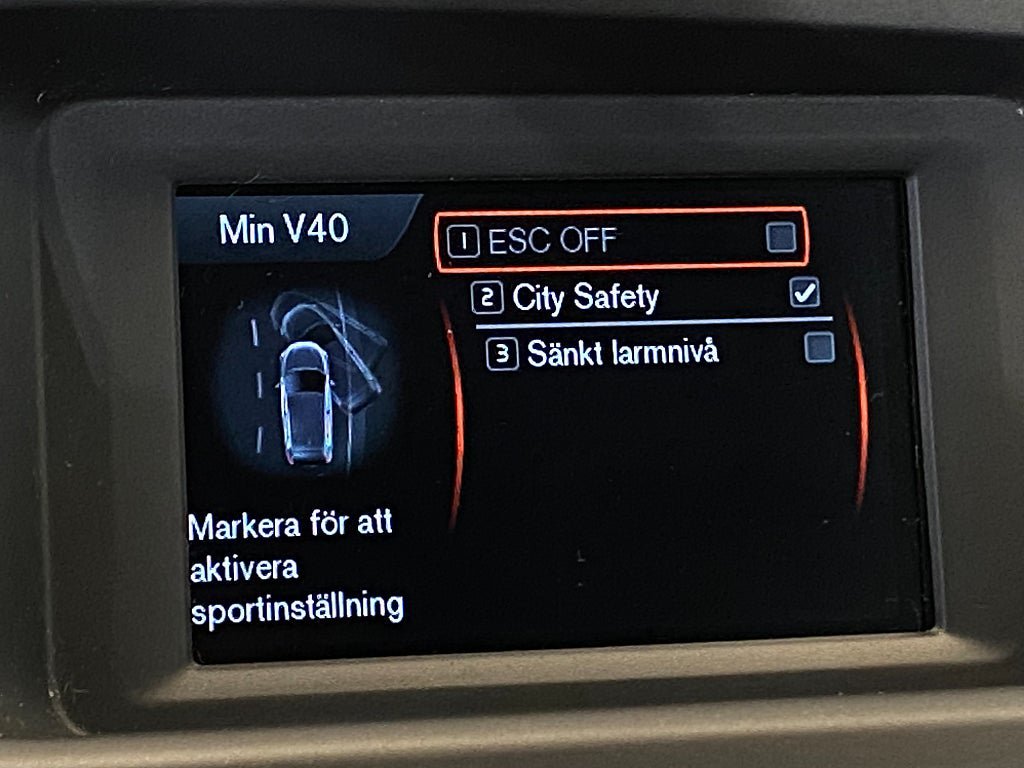 Min V40
1 ESC OFF
2 City Safety
3 Sänkt larmnivå
Markera för att
aktivera
sportinställning